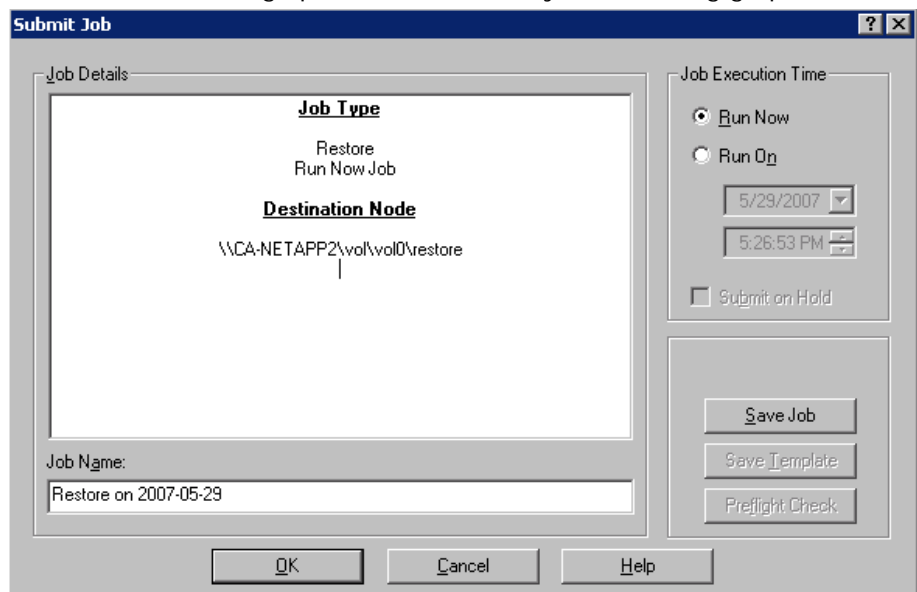 Submit Job
Job Details
Job Type
Restore
Run Now Job
Destination Node
\\CA-NETAPP2\vol\vol0\restore
Job Name:
Restore on 2007-05-29
Job Execution Time
Run Now
Run On
5/29/2007
5:26:53 PM
Submit on Hold
Save Job
Save Template
Preflight Check
OK
Cancel
Help